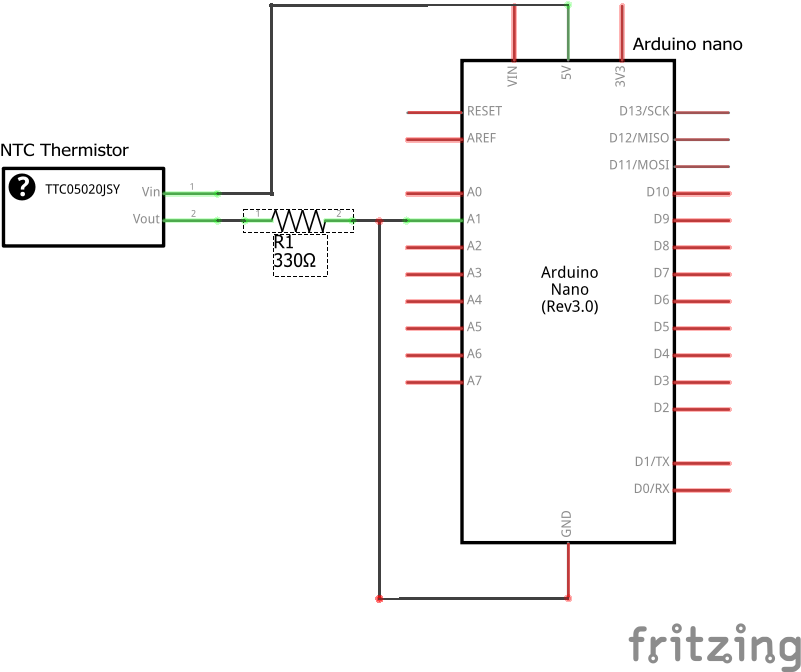 Arduino nano
VIN
5V
3V3
RESET
D13/SCK
AREF
D12/MISO
D11/MOSI
NTC Thermistor
?
TTC05020JSY
Vin
1
A0
D10
Vout
2
1
2
A1
D9
R1
330Ω
A2
D8
A3
D7
Arduino
Nano
(Rev3.0)
A4
D6
A5
D5
A6
D4
A7
D3
D2
D1/TX
D0/RX
GND
fritzing